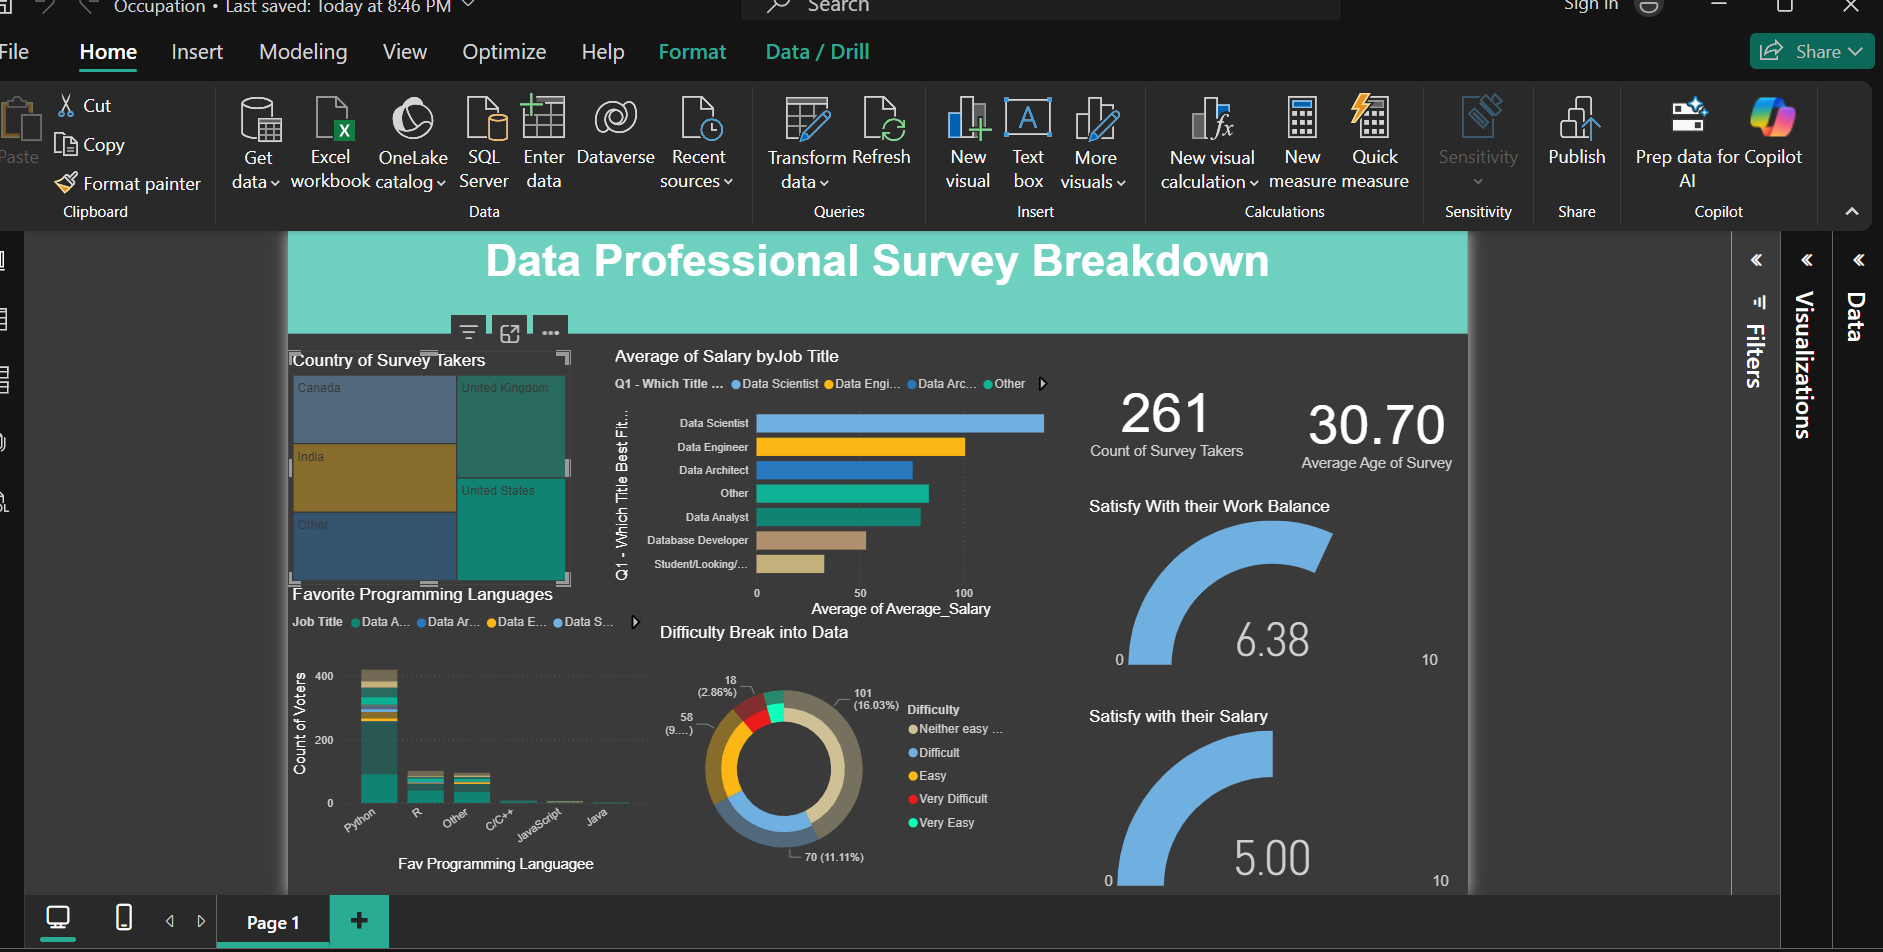 Occupation • Last saved: Today at 8:46 PM
Search
Sign in
File Home Insert Modeling View Optimize Help Format Data / Drill
Share
Paste
Cut
Copy
Format painter
Clipboard
Get data
Excel workbook
OneLake catalog
SQL Server
Enter data
Dataverse
Recent sources
Data
Transform data
Refresh
Queries
New visual
Text box
More visuals
Insert
New visual calculation
New measure
Quick measure
Calculations
Sensitivity
Sensitivity
Publish
Share
Prep data for AI
Copilot
Copilot
Data Professional Survey Breakdown
Country of Survey Takers
Canada
United Kingdom
India
United States
Other
Average of Salary byJob Title
Q1 - Which Title ... Data Scientist Data Engi... Data Arc... Other
Q1 - Which Title Best Fit...
Data Scientist
Data Engineer
Data Architect
Other
Data Analyst
Database Developer
Student/Looking/...
0 50 100
Average of Average_Salary
261
Count of Survey Takers
30.70
Average Age of Survey
Satisfy With their Work Balance
6.38
0 10
Satisfy with their Salary
5.00
0 10
Favorite Programming Languages
Job Title Data A... Data Ar... Data E... Data S...
Count of Voters
400
200
0
Python R Other C/C++ JavaScript Java
Fav Programming Languagee
Difficulty Break into Data
18
(2.86%)
58
(9....)
101
(16.03%)
70 (11.11%)
Difficulty
Neither easy ...
Difficult
Easy
Very Difficult
Very Easy
Filters
Visualizations
Data
Page 1